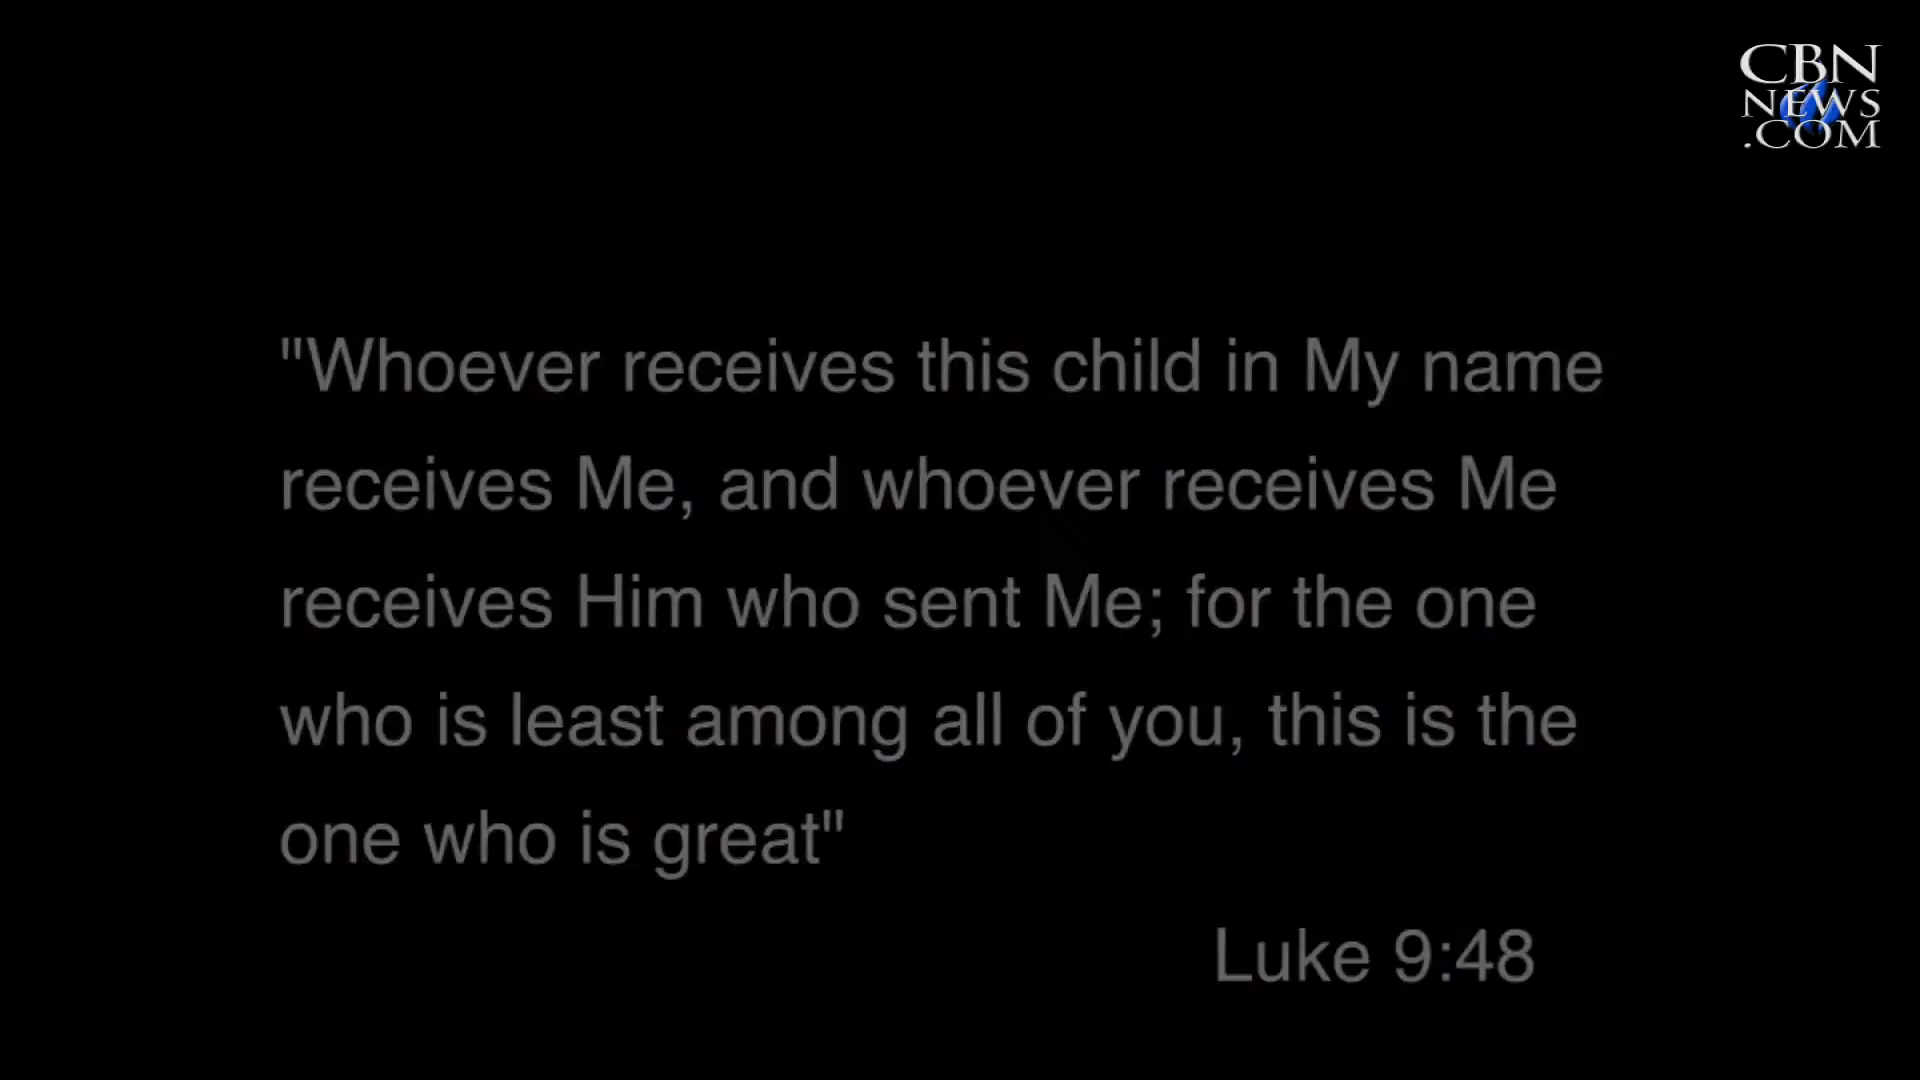 CBN
NEWS
.COM
"Whoever receives this child in My name
receives Me, and whoever receives Me
receives Him who sent Me; for the one
who is least among all of you, this is the
one who is great"
Luke 9:48